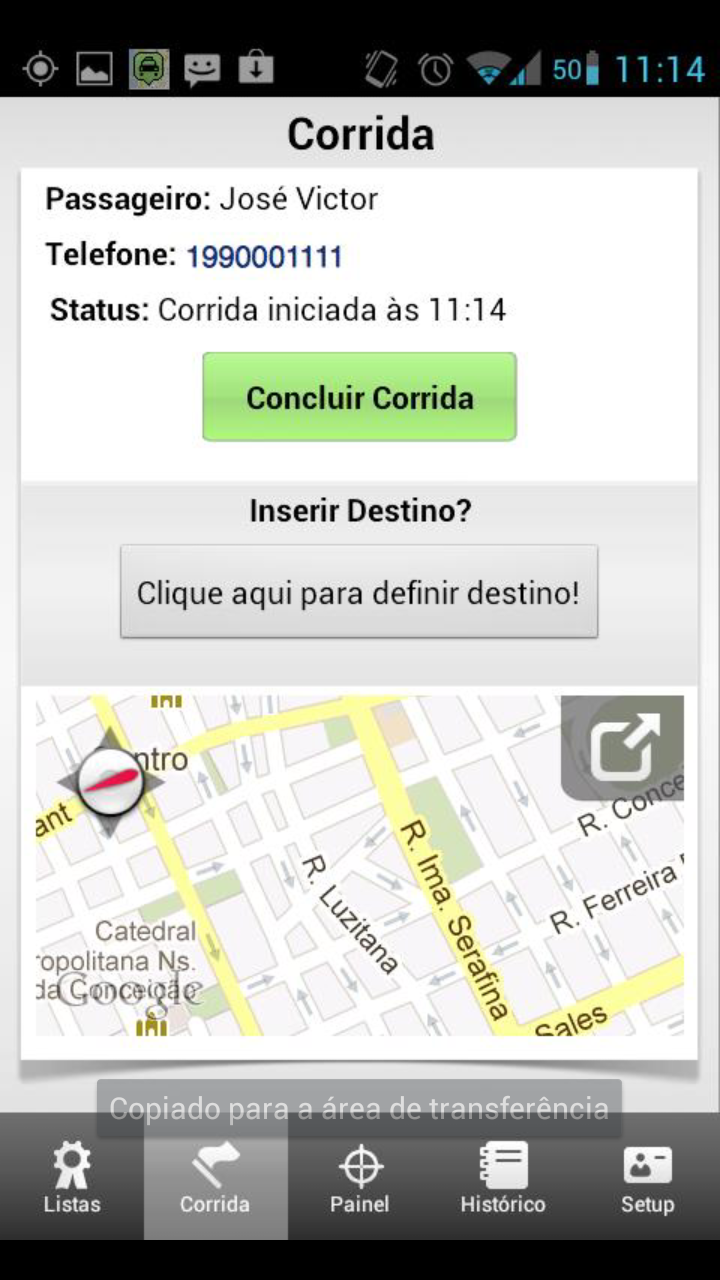 50 11:14
Corrida
Passageiro: José Victor
Telefone: 1990001111
Status: Corrida iniciada às 11:14
Concluir Corrida
Inserir Destino?
Clique aqui para definir destino!
ntro
ant
R. Conce
R. Ima. Serafina
R. Luzitana
R. Ferreira
Catedral
ropolitana Ns.
da Conceição
Google
Sales
Copiado para a área de transferência
Listas Corrida Painel Histórico Setup